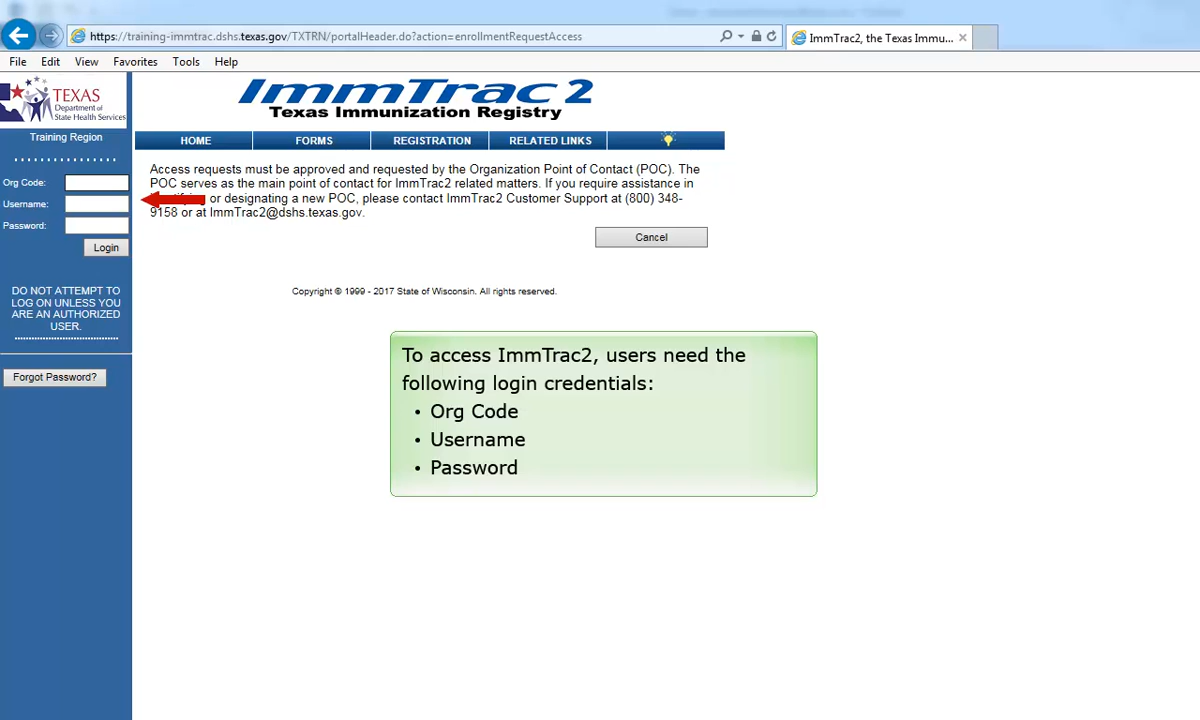 https://training-immtrac.dshs.texas.gov/TXTRN/portalHeader.do?action=enrollmentRequestAccess
ImmTrac2, the Texas Immu...
File Edit View Favorites Tools Help
TEXAS
Department of
State Health Services
Training Region
Org Code:
Username:
Password:
Login
DO NOT ATTEMPT TO
LOG ON UNLESS YOU
ARE AN AUTHORIZED
USER.
Forgot Password?
ImmTrac2
Texas Immunization Registry
HOME FORMS REGISTRATION RELATED LINKS
Access requests must be approved and requested by the Organization Point of Contact (POC). The
POC serves as the main point of contact for ImmTrac2 related matters. If you require assistance in
or designating a new POC, please contact ImmTrac2 Customer Support at (800) 348-
9158 or at ImmTrac2@dshs.texas.gov.
Cancel
Copyright © 1999 - 2017 State of Wisconsin. All rights reserved.
To access ImmTrac2, users need the
following login credentials:
• Org Code
• Username
• Password